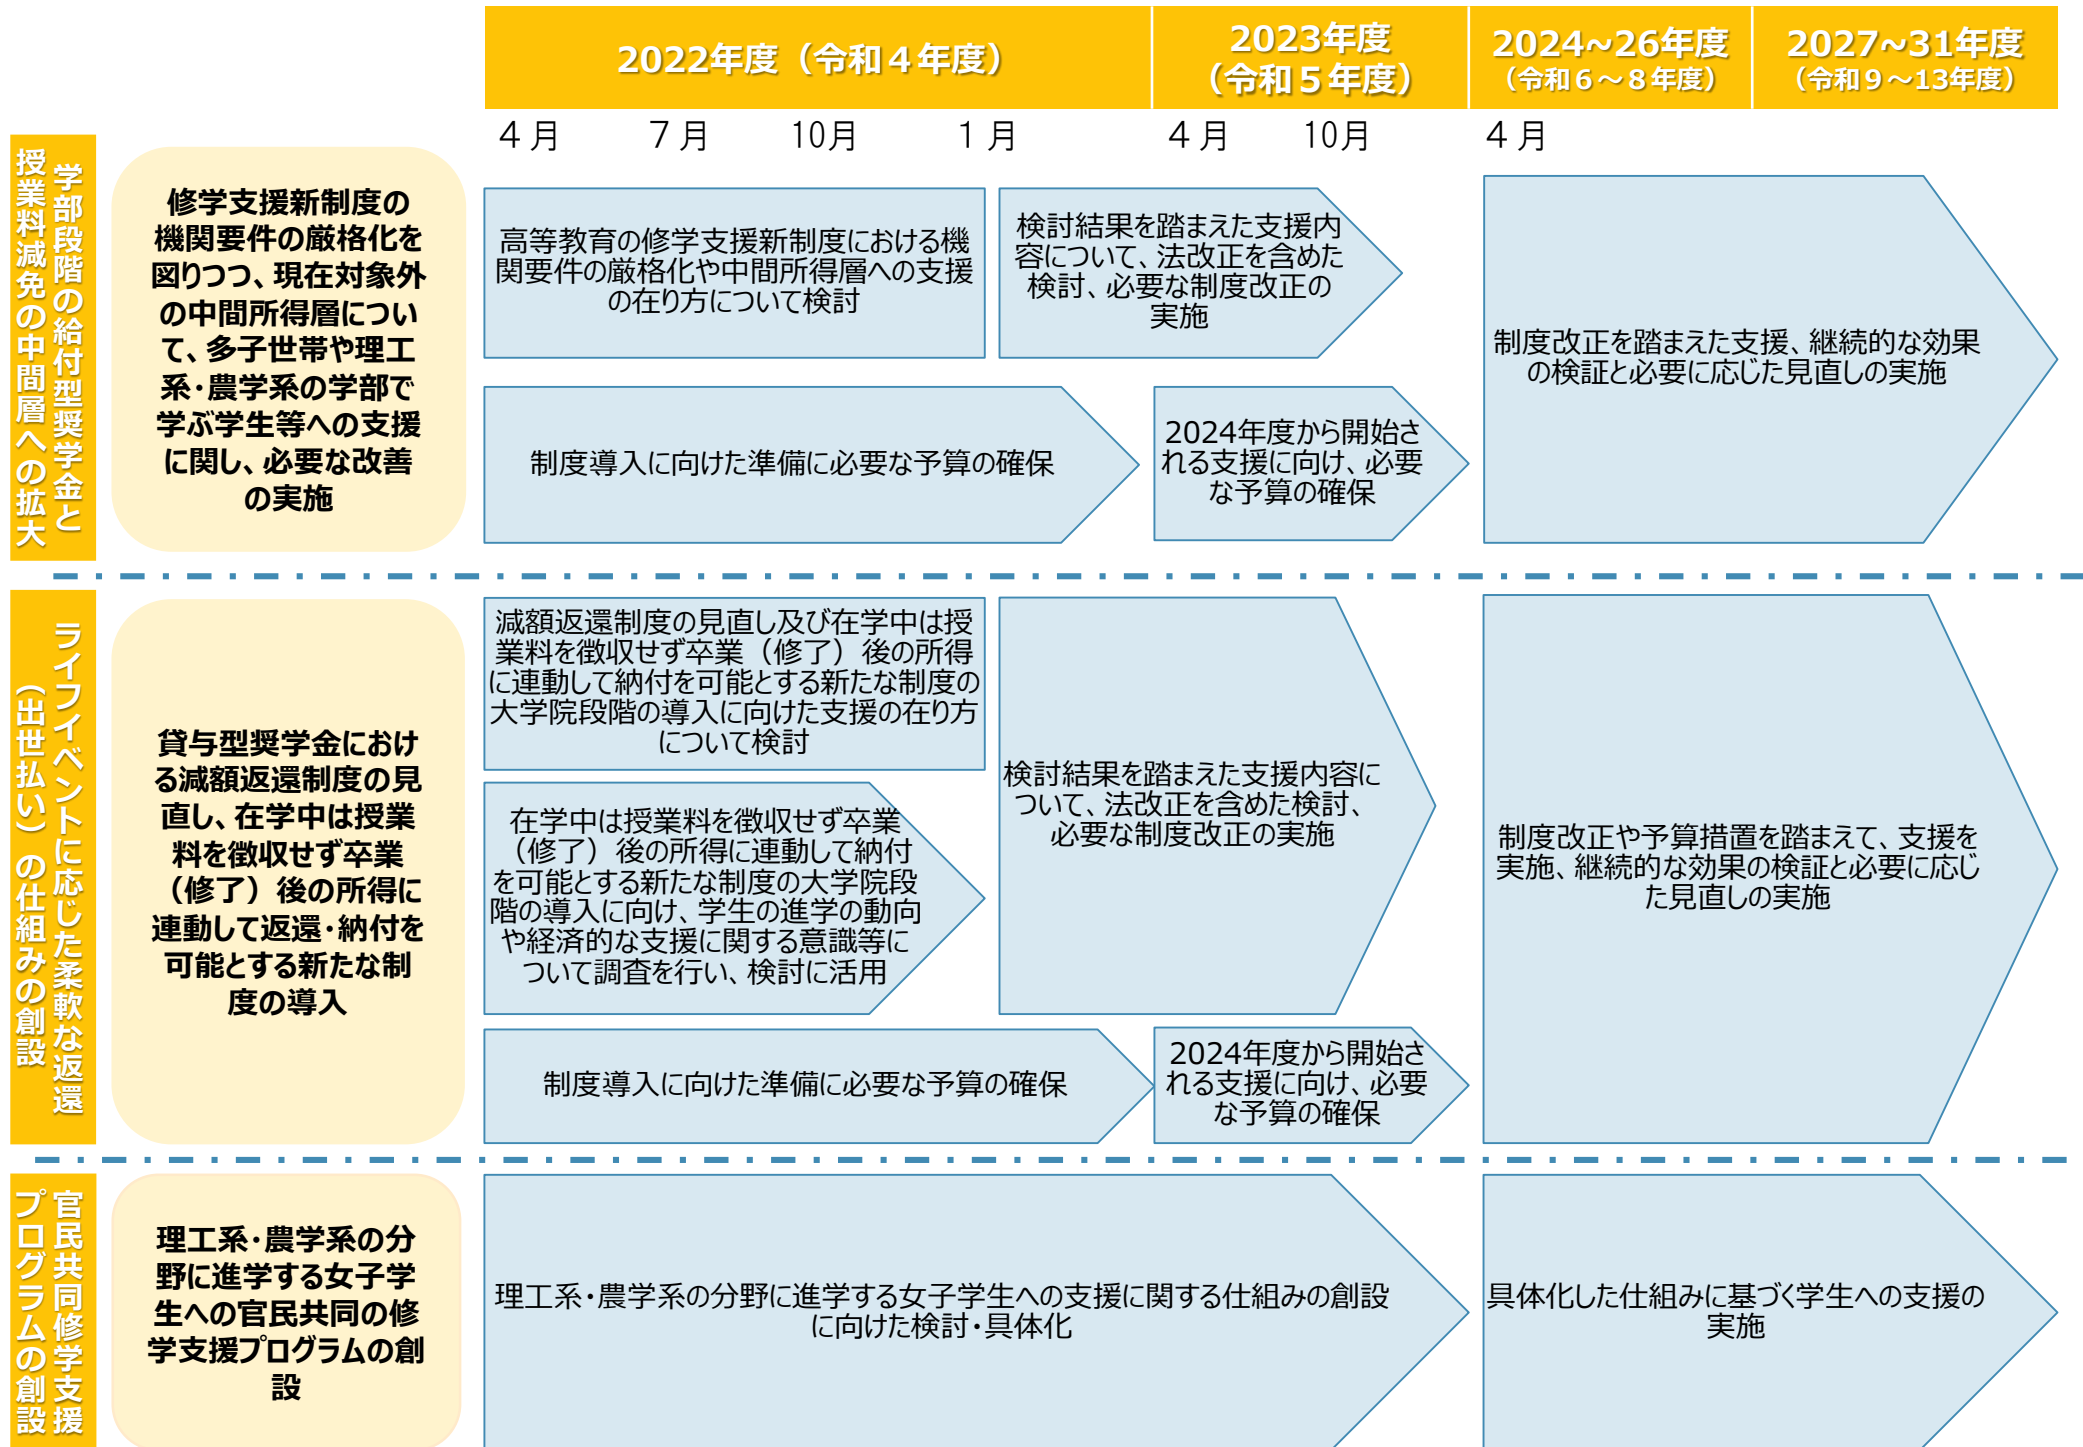 2022年度（令和４年度）
2023年度
（令和５年度）
2024~26年度
（令和６～８年度）
2027~31年度
（令和９～13年度）
４月
７月
10月
１月
４月
10月
４月
学部段階の給付型奨学金と
授業料減免の中間層への拡大
修学支援新制度の
機関要件の厳格化を
図りつつ、現在対象外
の中間所得層につい
て、多子世帯や理工
系・農学系の学部で
学ぶ学生等への支援
に関し、必要な改善
の実施
高等教育の修学支援新制度における機
関要件の厳格化や中間所得層への支援
の在り方について検討
検討結果を踏まえた支援内
容について、法改正を含めた
検討、必要な制度改正の
実施
制度導入に向けた準備に必要な予算の確保
2024年度から開始さ
れる支援に向け、必要
な予算の確保
制度改正を踏まえた支援、継続的な効果
の検証と必要に応じた見直しの実施
ライフイベントに応じた柔軟な返還
（出世払い）の仕組みの創設
貸与型奨学金におけ
る減額返還制度の見
直し、在学中は授業
料を徴収せず卒業
（修了）後の所得に
連動して返還・納付を
可能とする新たな制
度の導入
減額返還制度の見直し及び在学中は授
業料を徴収せず卒業（修了）後の所得
に連動して納付を可能とする新たな制度の
大学院段階の導入に向けた支援の在り方
について検討
在学中は授業料を徴収せず卒業
（修了）後の所得に連動して納付
を可能とする新たな制度の大学院段
階の導入に向け、学生の進学の動向
や経済的な支援に関する意識等に
ついて調査を行い、検討に活用
検討結果を踏まえた支援内容に
ついて、法改正を含めた検討、
必要な制度改正の実施
制度導入に向けた準備に必要な予算の確保
2024年度から開始さ
れる支援に向け、必要
な予算の確保
制度改正や予算措置を踏まえて、支援を
実施、継続的な効果の検証と必要に応じ
た見直しの実施
官民共同修学支援
プログラムの創設
理工系・農学系の分
野に進学する女子学
生への官民共同の修
学支援プログラムの創
設
理工系・農学系の分野に進学する女子学生への支援に関する仕組みの創設
に向けた検討・具体化
具体化した仕組みに基づく学生への支援の
実施